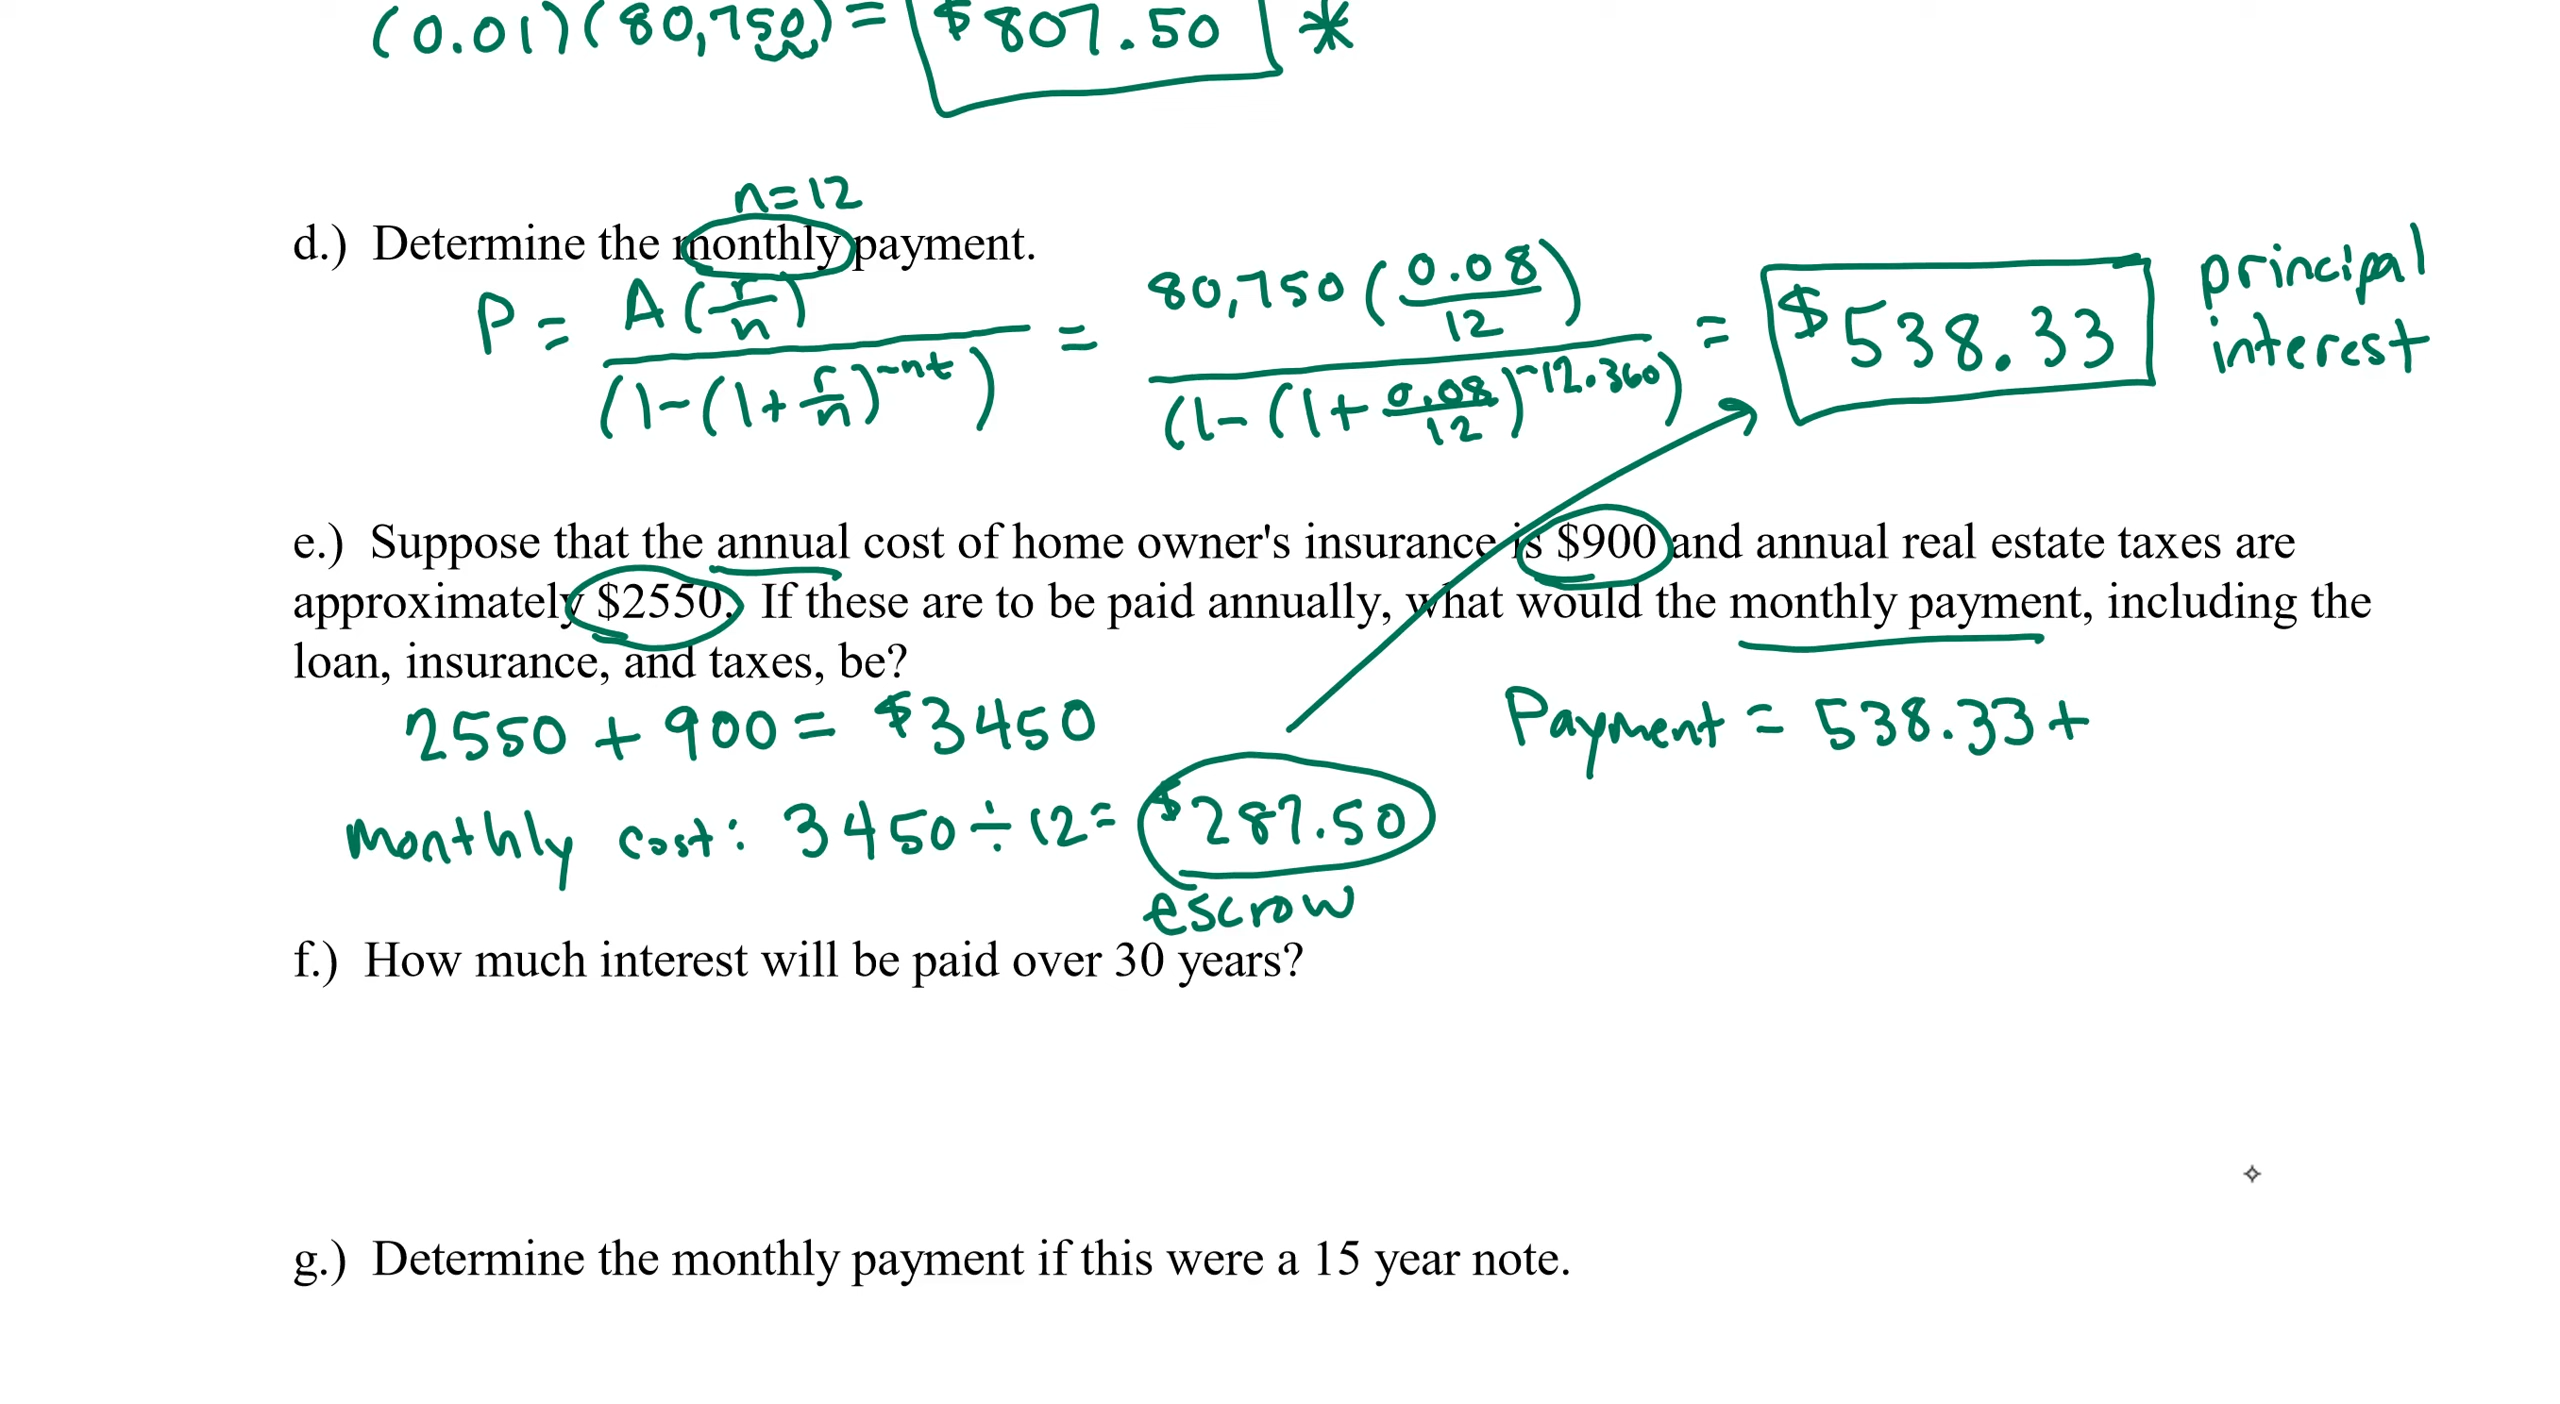 (0.01)(80,750) = $807.50 *
n=12
d.) Determine the monthly payment.
P = A(r/n) / (1-(1+r/n)^-nt) = 80,750(0.08/12) / (1-(1+0.08/12)^-12·360) = $538.33
principal
interest
e.) Suppose that the annual cost of home owner's insurance is $900 and annual real estate taxes are
approximately $2550. If these are to be paid annually, what would the monthly payment, including the
loan, insurance, and taxes, be?
2550 + 900 = $3450
Payment = 538.33 +
monthly cost: 3450 ÷ 12 = $287.50
escrow
f.) How much interest will be paid over 30 years?
g.) Determine the monthly payment if this were a 15 year note.